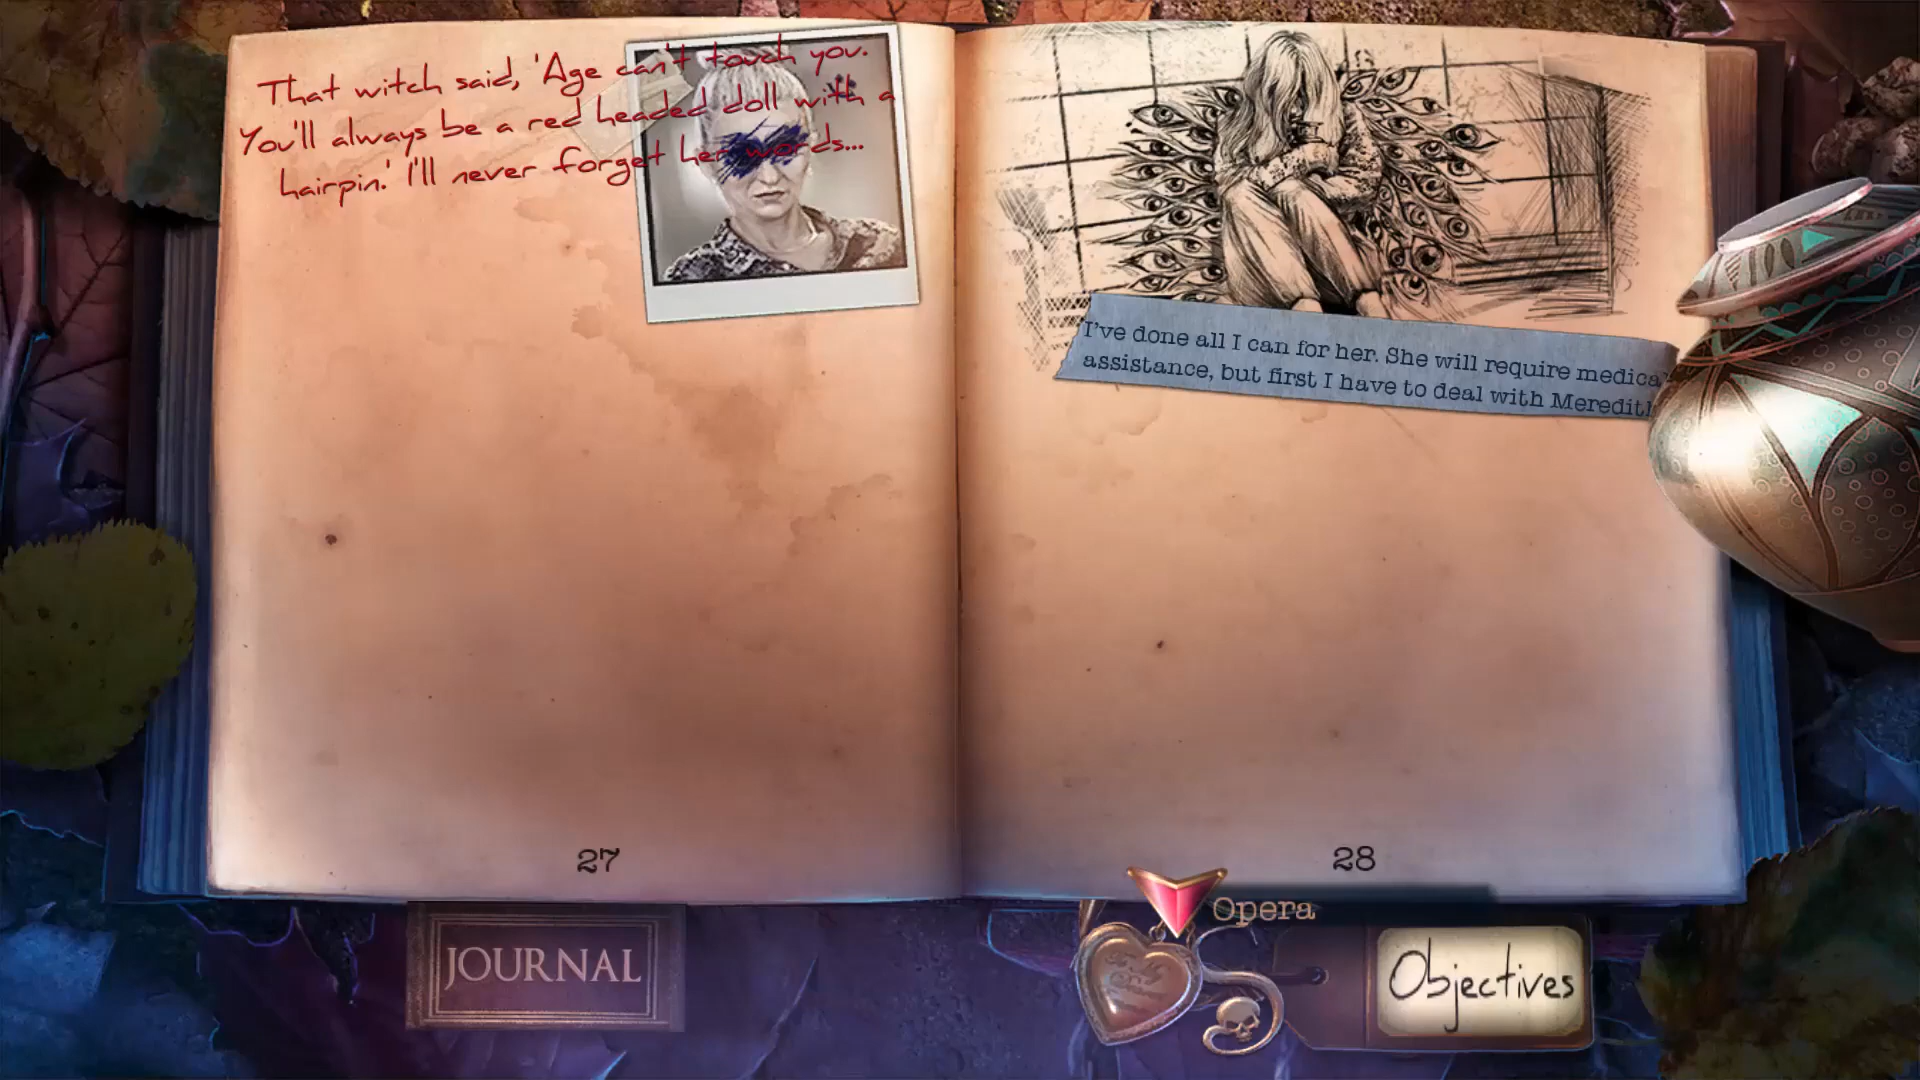 That witch said, 'Age can't touch you.
You'll always be a red headed doll with a
hairpin.' I'll never forget her words...
I've done all I can for her. She will require medical
assistance, but first I have to deal with Meredith
27
28
Opera
JOURNAL
Objectives